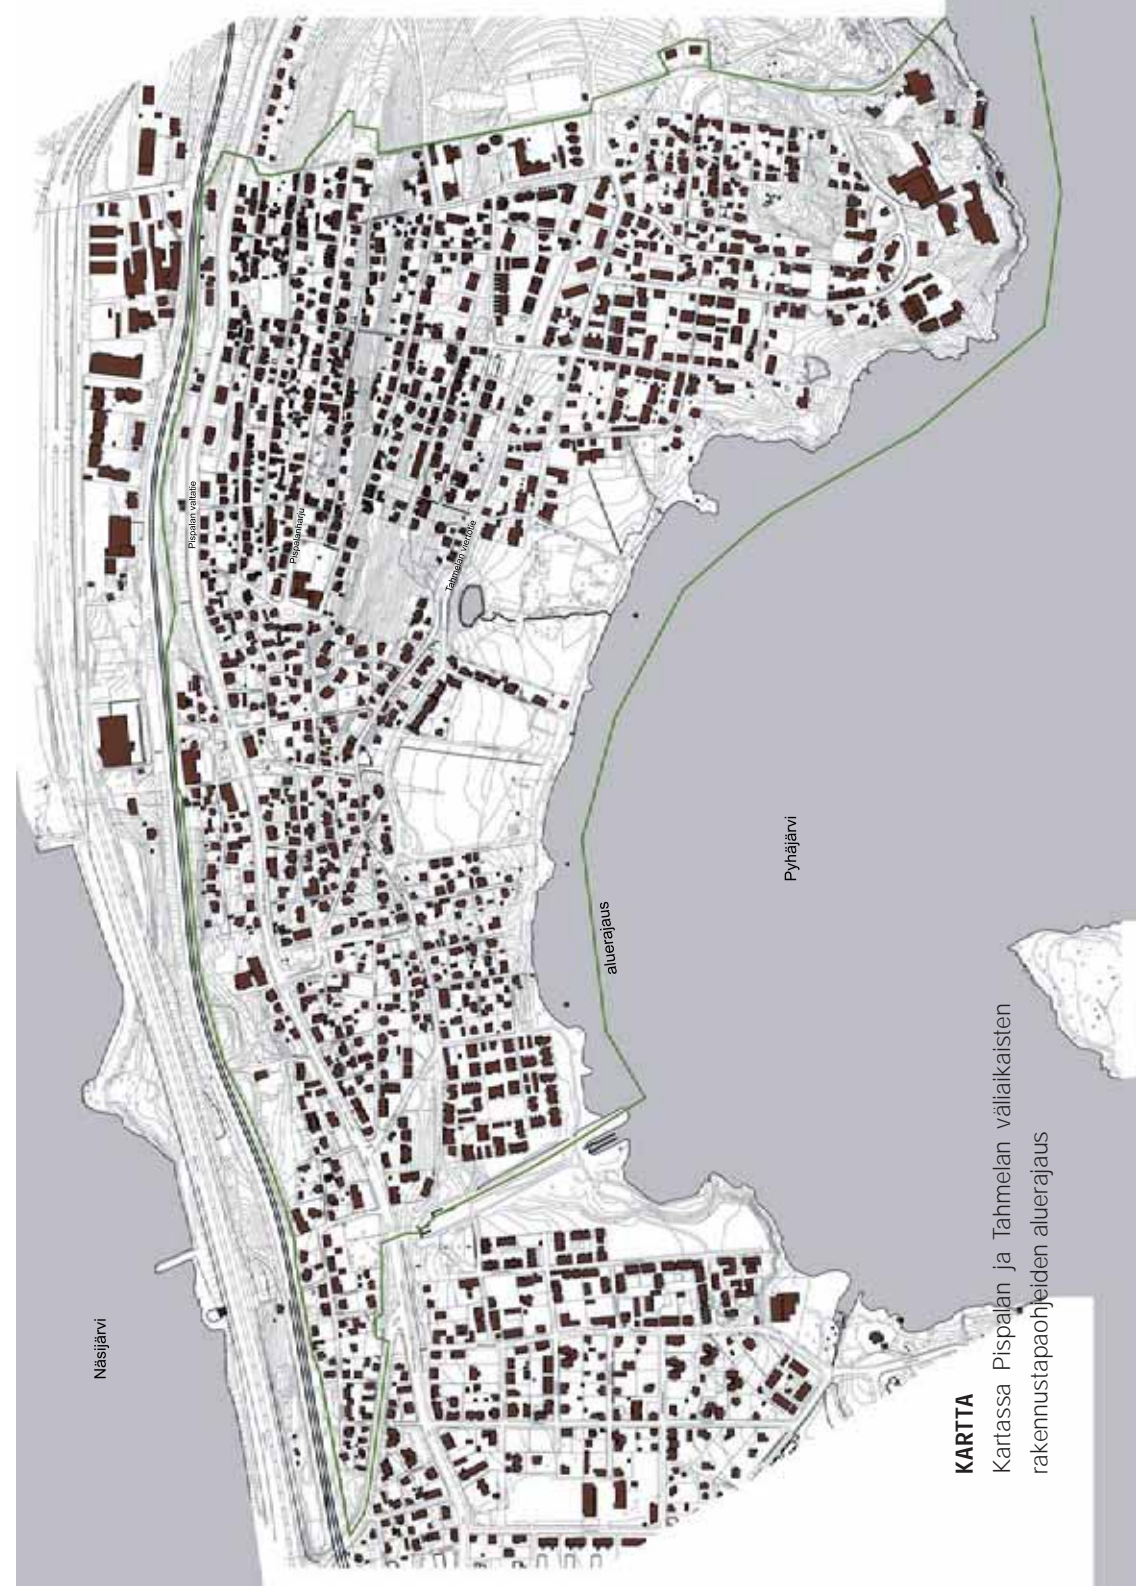 Näsijärvi
Pispalan valtatie
Pispalanharju
Tahmelan viertotie
aluerajaus
Pyhäjärvi
KARTTA
Kartassa Pispalan ja Tahmelan väliaikaisten
rakennustapaohjeiden aluerajaus